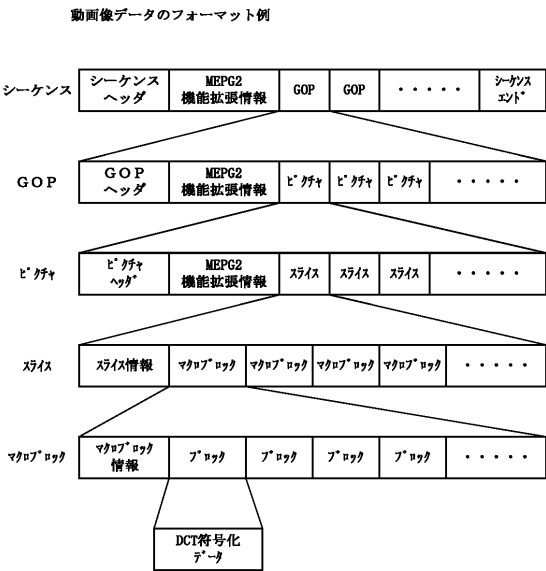 動画像データのフォーマット例
シーケンス
シーケンス
ヘッダ
MEPG2
機能拡張情報
GOP
GOP
・・・・・
ｼｰｹﾝｽ
ｴﾝﾄﾞ
ＧＯＰ
ＧＯＰ
ヘッダ
MEPG2
機能拡張情報
ﾋﾟｸﾁｬ
ﾋﾟｸﾁｬ
ﾋﾟｸﾁｬ
・・・・・
ﾋﾟｸﾁｬ
ﾋﾟｸﾁｬ
ﾍｯﾀﾞ
MEPG2
機能拡張情報
ｽﾗｲｽ
ｽﾗｲｽ
ｽﾗｲｽ
・・・・・
ｽﾗｲｽ
ｽﾗｲｽ情報
ﾏｸﾛﾌﾞﾛｯｸ
ﾏｸﾛﾌﾞﾛｯｸ
ﾏｸﾛﾌﾞﾛｯｸ
ﾏｸﾛﾌﾞﾛｯｸ
・・・・・
ﾏｸﾛﾌﾞﾛｯｸ
ﾏｸﾛﾌﾞﾛｯｸ
情報
ﾌﾞﾛｯｸ
ﾌﾞﾛｯｸ
ﾌﾞﾛｯｸ
ﾌﾞﾛｯｸ
・・・・・
DCT符号化
ﾃﾞｰﾀ